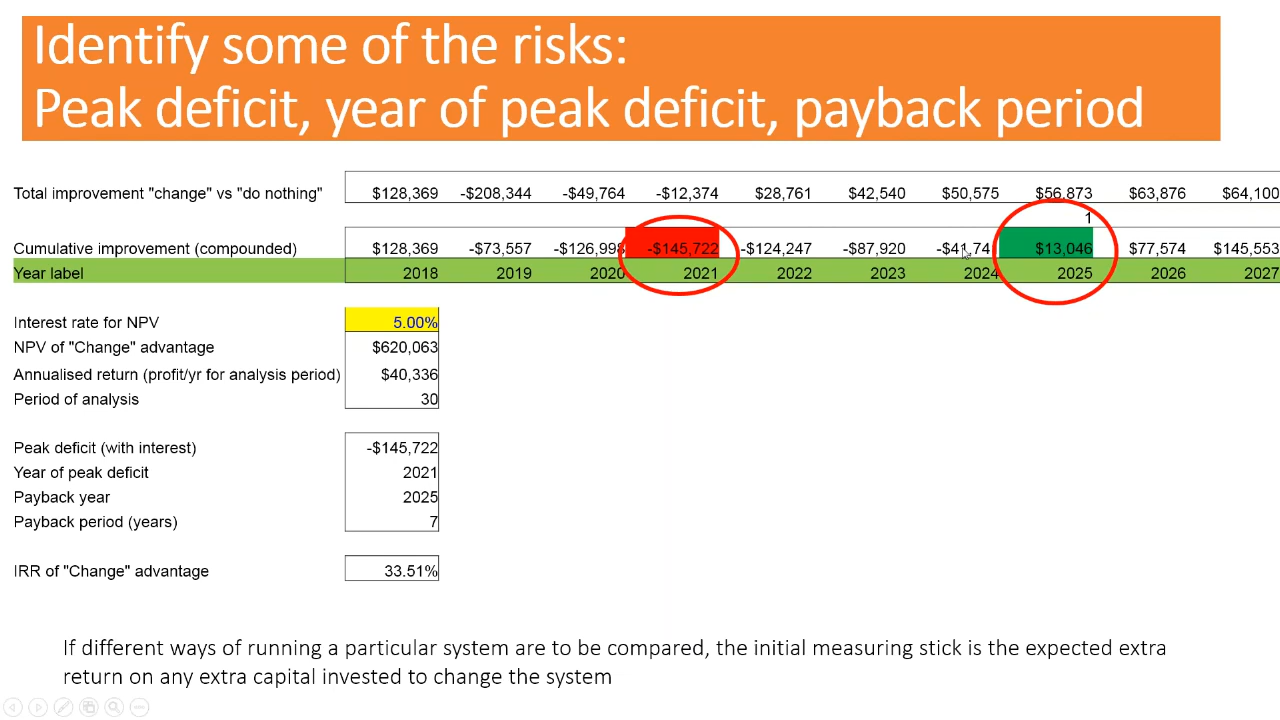 Identify some of the risks:
Peak deficit, year of peak deficit, payback period
Total improvement "change" vs "do nothing" $128,369 -$208,344 -$49,764 -$12,374 $28,761 $42,540 $50,575 $56,873 $63,876 $64,100
1
Cumulative improvement (compounded) $128,369 -$73,557 -$126,998 -$145,722 -$124,247 -$87,920 $13,046 $77,574 $145,553
Year label 2018 2019 2020 2021 2022 2023 2024 2025 2026 2027
Interest rate for NPV 5.00%
NPV of "Change" advantage $620,063
Annualised return (profit/yr for analysis period) $40,336
Period of analysis 30
Peak deficit (with interest) -$145,722
Year of peak deficit 2021
Payback year 2025
Payback period (years) 7
IRR of "Change" advantage 33.51%
If different ways of running a particular system are to be compared, the initial measuring stick is the expected extra
return on any extra capital invested to change the system